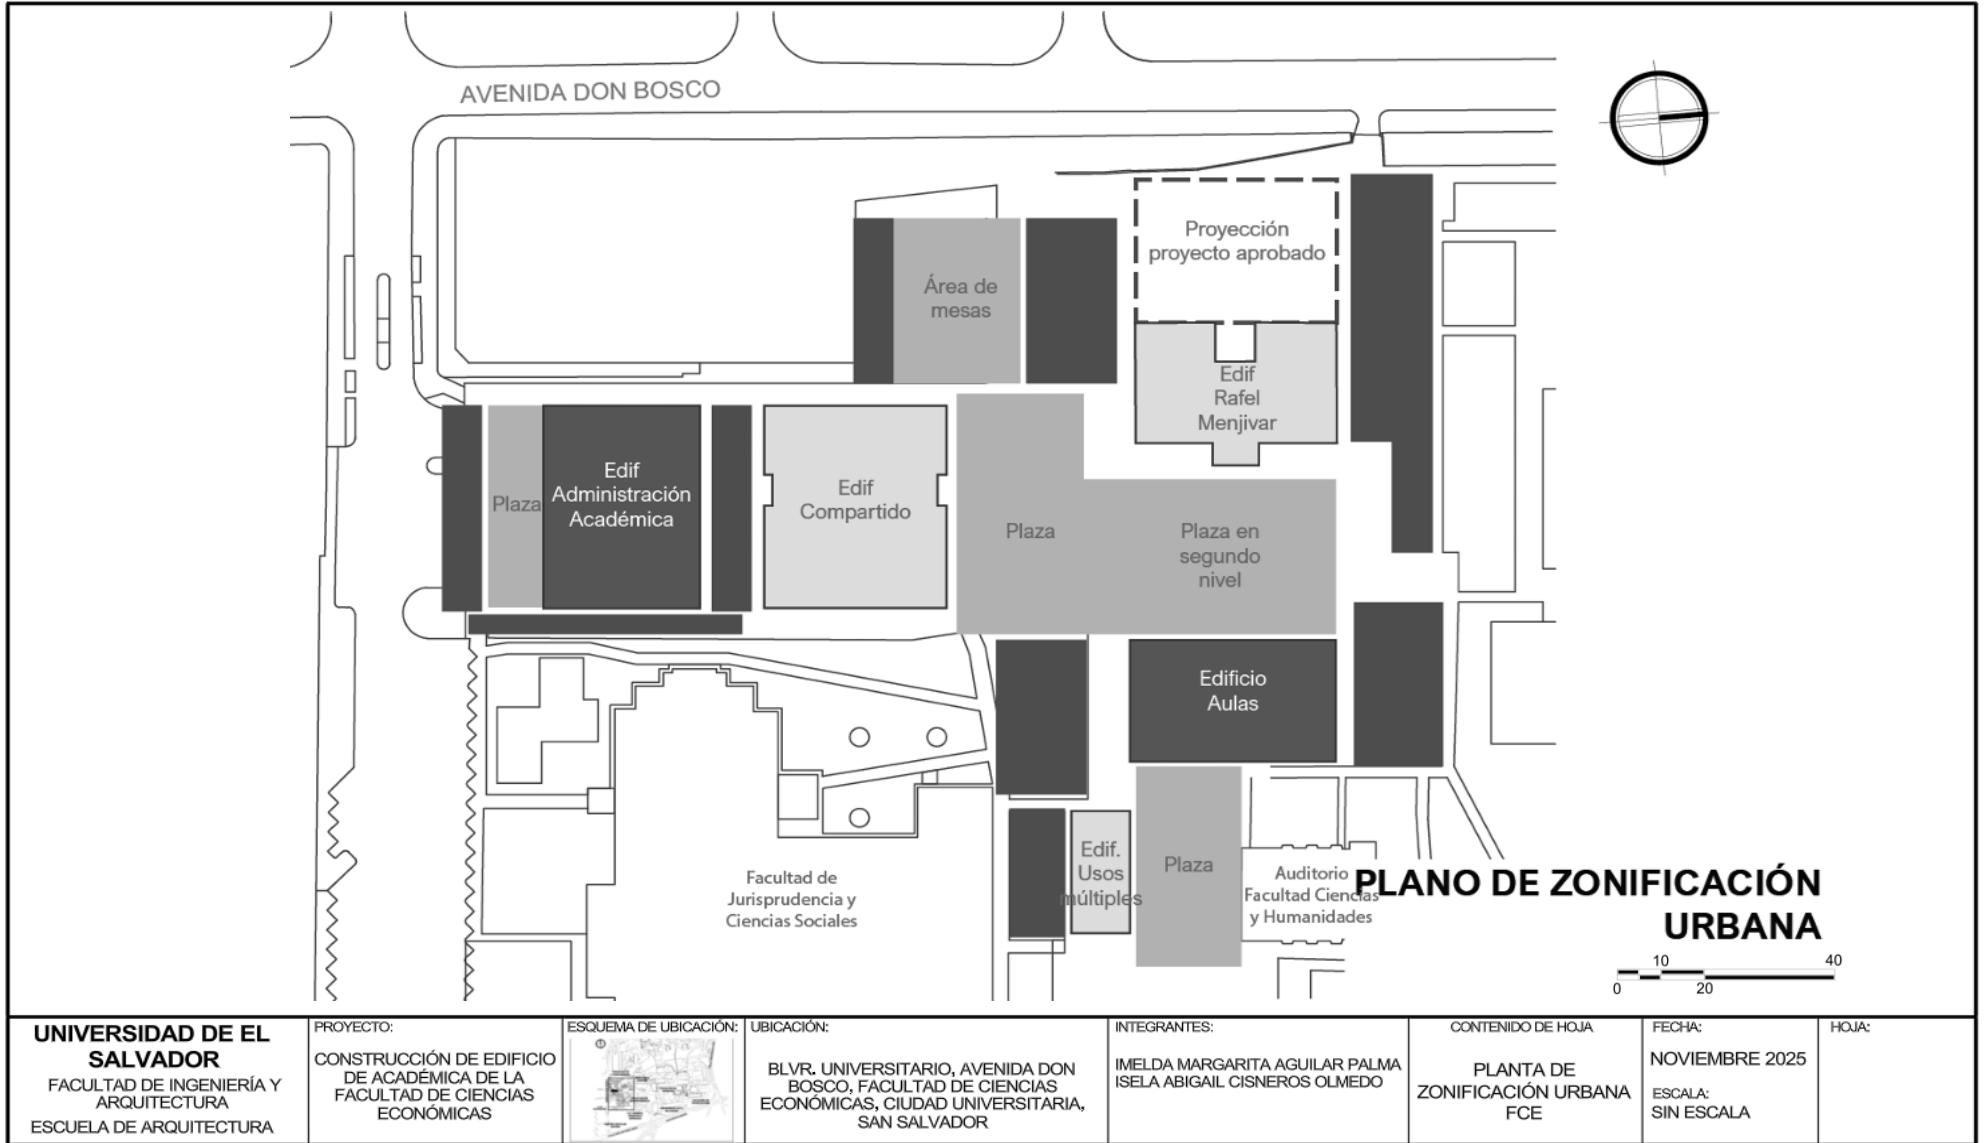 AVENIDA DON BOSCO
Proyección
proyecto aprobado
Área de
mesas
Edif
Rafel
Menjivar
Edif
Administración
Académica
Plaza
Edif
Compartido
Plaza
Plaza en
segundo
nivel
Edificio
Aulas
Edif.
Usos
múltiples
Plaza
Facultad de
Jurisprudencia y
Ciencias Sociales
Auditorio
Facultad Ciencias
y Humanidades
PLANO DE ZONIFICACIÓN
URBANA
10 40
0 20
UNIVERSIDAD DE EL
SALVADOR
FACULTAD DE INGENIERÍA Y
ARQUITECTURA
ESCUELA DE ARQUITECTURA
PROYECTO:
CONSTRUCCIÓN DE EDIFICIO
DE ACADÉMICA DE LA
FACULTAD DE CIENCIAS
ECONÓMICAS
ESQUEMA DE UBICACIÓN:
UBICACIÓN:
BLVR. UNIVERSITARIO, AVENIDA DON
BOSCO, FACULTAD DE CIENCIAS
ECONÓMICAS, CIUDAD UNIVERSITARIA,
SAN SALVADOR
INTEGRANTES:
IMELDA MARGARITA AGUILAR PALMA
ISELA ABIGAIL CISNEROS OLMEDO
CONTENIDO DE HOJA
PLANTA DE
ZONIFICACIÓN URBANA
FCE
FECHA:
NOVIEMBRE 2025
ESCALA:
SIN ESCALA
HOJA: